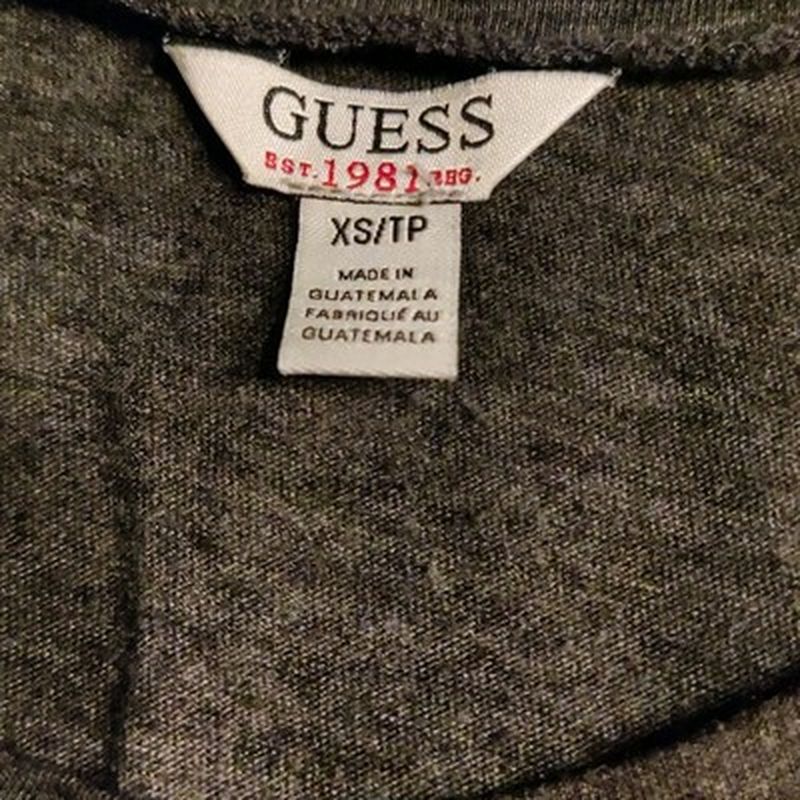 GUESS
EST. 1981 REG.
XS/TP
MADE IN
GUATEMALA
FABRIQUÉ AU
GUATEMALA